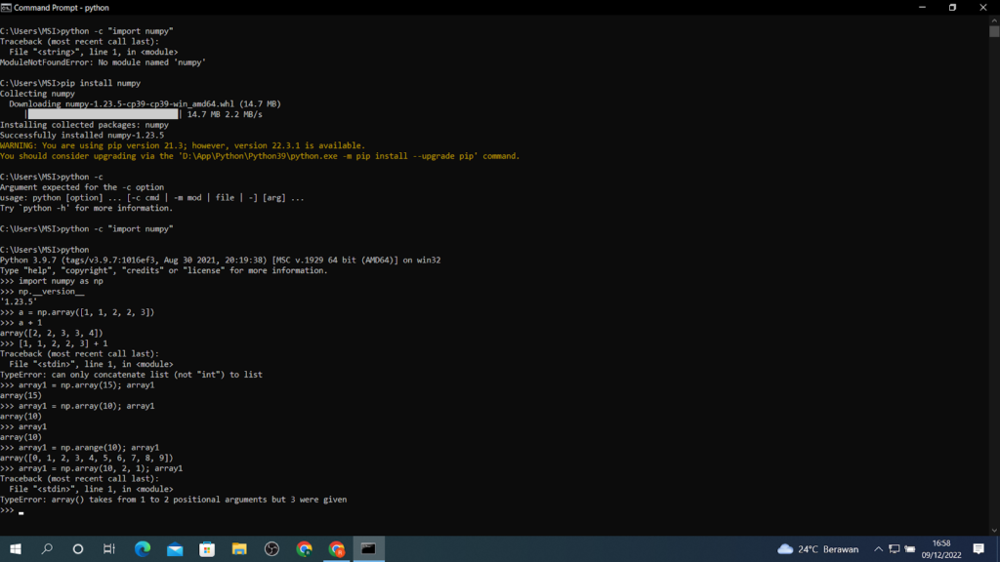 Command Prompt - python
C:\Users\MSI>python -c "import numpy"
Traceback (most recent call last):
  File "<string>", line 1, in <module>
ModuleNotFoundError: No module named 'numpy'
C:\Users\MSI>pip install numpy
Collecting numpy
  Downloading numpy-1.23.5-cp39-cp39-win_amd64.whl (14.7 MB)
     |████████████████████████████████| 14.7 MB 2.2 MB/s
Installing collected packages: numpy
Successfully installed numpy-1.23.5
WARNING: You are using pip version 21.3; however, version 22.3.1 is available.
You should consider upgrading via the 'D:\App\Python\Python39\python.exe -m pip install --upgrade pip' command.
C:\Users\MSI>python -c
Argument expected for the -c option
usage: python [option] ... [-c cmd | -m mod | file | -] [arg] ...
Try `python -h' for more information.
C:\Users\MSI>python -c "import numpy"
C:\Users\MSI>python
Python 3.9.7 (tags/v3.9.7:1016ef3, Aug 30 2021, 20:19:38) [MSC v.1929 64 bit (AMD64)] on win32
Type "help", "copyright", "credits" or "license" for more information.
>>> import numpy as np
>>> np.__version__
'1.23.5'
>>> a = np.array([1, 1, 2, 2, 3])
>>> a + 1
array([2, 2, 3, 3, 4])
>>> [1, 1, 2, 2, 3] + 1
Traceback (most recent call last):
  File "<stdin>", line 1, in <module>
TypeError: can only concatenate list (not "int") to list
>>> array1 = np.array(15); array1
array(15)
>>> array1 = np.array(10); array1
array(10)
>>> array1
array(10)
>>> array1 = np.arange(10); array1
array([0, 1, 2, 3, 4, 5, 6, 7, 8, 9])
>>> array1 = np.array(10, 2, 1); array1
Traceback (most recent call last):
  File "<stdin>", line 1, in <module>
TypeError: array() takes from 1 to 2 positional arguments but 3 were given
>>> _
24°C Berawan
16:58
09/12/2022